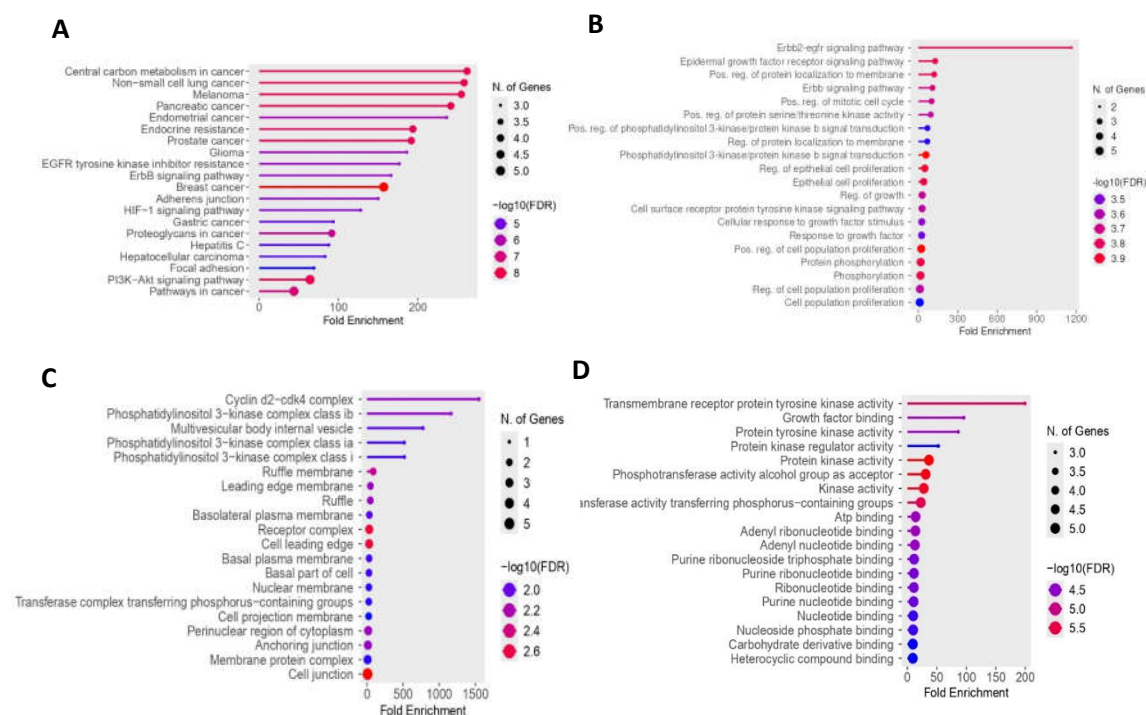 A
Central carbon metabolism in cancer
Non-small cell lung cancer
Melanoma
Pancreatic cancer
Endometrial cancer
Endocrine resistance
Prostate cancer
Glioma
EGFR tyrosine kinase inhibitor resistance
ErbB signaling pathway
Breast cancer
Adherens junction
HIF-1 signaling pathway
Gastric cancer
Proteoglycans in cancer
Hepatitis C
Hepatocellular carcinoma
Focal adhesion
PI3K-Akt signaling pathway
Pathways in cancer
0 100 200
Fold Enrichment
N. of Genes
3.0
3.5
4.0
4.5
5.0
-log10(FDR)
5
6
7
8
B
Erbb2-egfr signaling pathway
Epidermal growth factor receptor signaling pathway
Pos. reg. of protein localization to membrane
Erbb signaling pathway
Pos. reg. of mitotic cell cycle
Pos. reg. of protein serine/threonine kinase activity
Pos. reg. of phosphatidylinositol 3-kinase/protein kinase b signal transduction
Reg. of protein localization to membrane
Phosphatidylinositol 3-kinase/protein kinase b signal transduction
Reg. of epithelial cell proliferation
Epithelial cell proliferation
Reg. of growth
Cell surface receptor protein tyrosine kinase signaling pathway
Cellular response to growth factor stimulus
Response to growth factor
Pos. reg. of cell population proliferation
Protein phosphorylation
Phosphorylation
Reg. of cell population proliferation
Cell population proliferation
0 300 600 900 1200
Fold Enrichment
N. of Genes
2
3
4
5
-log10(FDR)
3.5
3.6
3.7
3.8
3.9
C
Cyclin d2-cdk4 complex
Phosphatidylinositol 3-kinase complex class ib
Multivesicular body internal vesicle
Phosphatidylinositol 3-kinase complex class ia
Phosphatidylinositol 3-kinase complex class i
Ruffle membrane
Leading edge membrane
Ruffle
Basolateral plasma membrane
Receptor complex
Cell leading edge
Basal plasma membrane
Basal part of cell
Nuclear membrane
Transferase complex transferring phosphorus-containing groups
Cell projection membrane
Perinuclear region of cytoplasm
Anchoring junction
Membrane protein complex
Cell junction
0 500 1000 1500
Fold Enrichment
N. of Genes
1
2
3
4
5
-log10(FDR)
2.0
2.2
2.4
2.6
D
Transmembrane receptor protein tyrosine kinase activity
Growth factor binding
Protein tyrosine kinase activity
Protein kinase regulator activity
Protein kinase activity
Phosphotransferase activity alcohol group as acceptor
Kinase activity
ansferase activity transferring phosphorus-containing groups
Atp binding
Adenyl ribonucleotide binding
Adenyl nucleotide binding
Purine ribonucleoside triphosphate binding
Purine ribonucleotide binding
Ribonucleotide binding
Purine nucleotide binding
Nucleotide binding
Nucleoside phosphate binding
Carbohydrate derivative binding
Heterocyclic compound binding
0 50 100 150 200
Fold Enrichment
N. of Genes
3.0
3.5
4.0
4.5
5.0
-log10(FDR)
4.5
5.0
5.5